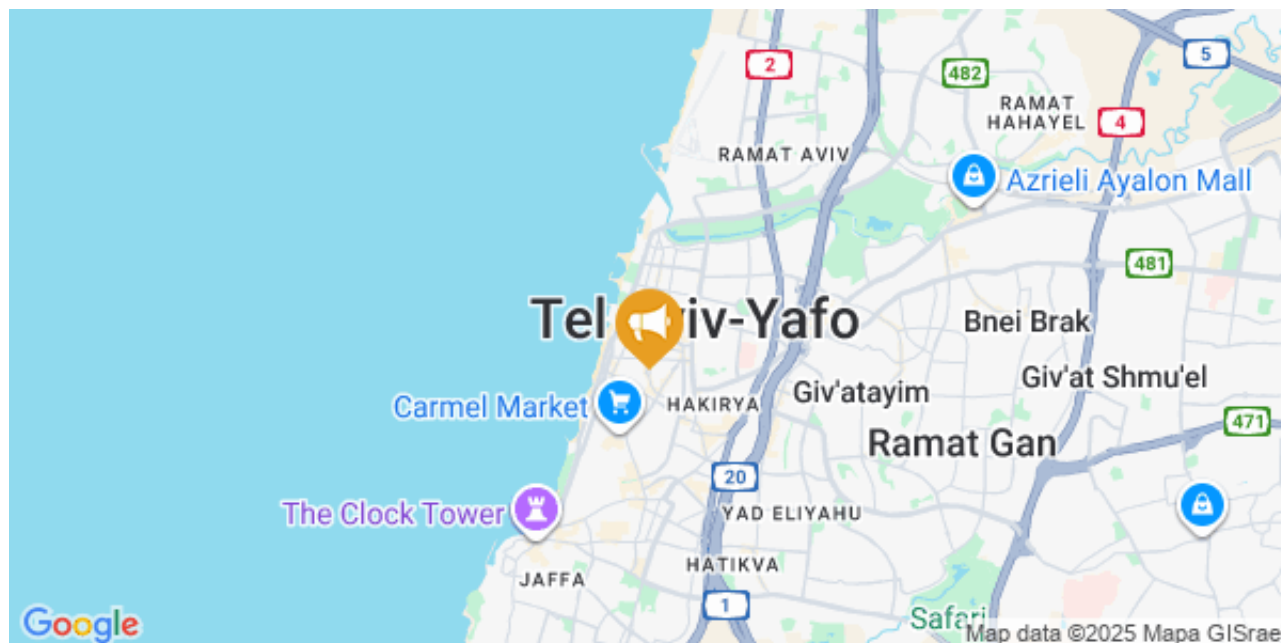 2
5
482
RAMAT
HAHAYEL
4
RAMAT AVIV
Azrieli Ayalon Mall
481
Tel viv-Yafo
Bnei Brak
Giv'at Shmu'el
Giv'atayim
Carmel Market
HAKIRYA
471
Ramat Gan
20
The Clock Tower
YAD ELIYAHU
HATIKVA
JAFFA
1
Safari
Google
Map data ©2025 Mapa GISrae